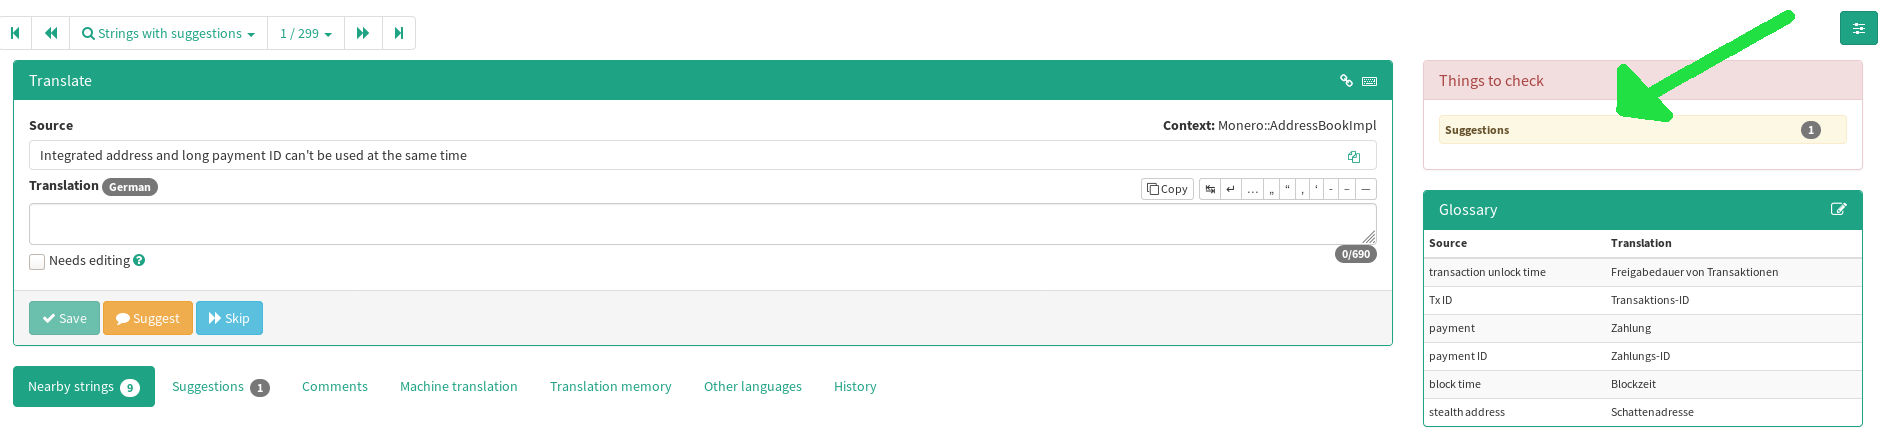 Strings with suggestions
1 / 299
Translate
Source
Context: Monero::AddressBookImpl
Integrated address and long payment ID can't be used at the same time
Translation German
Copy ↹ ↵ … „ “ ‚ ‘ - – —
0/690
Needs editing
Save Suggest Skip
Nearby strings 9 Suggestions 1 Comments Machine translation Translation memory Other languages History
Things to check
Suggestions 1
Glossary
Source Translation
transaction unlock time Freigabedauer von Transaktionen
Tx ID Transaktions-ID
payment Zahlung
payment ID Zahlungs-ID
block time Blockzeit
stealth address Schattenadresse